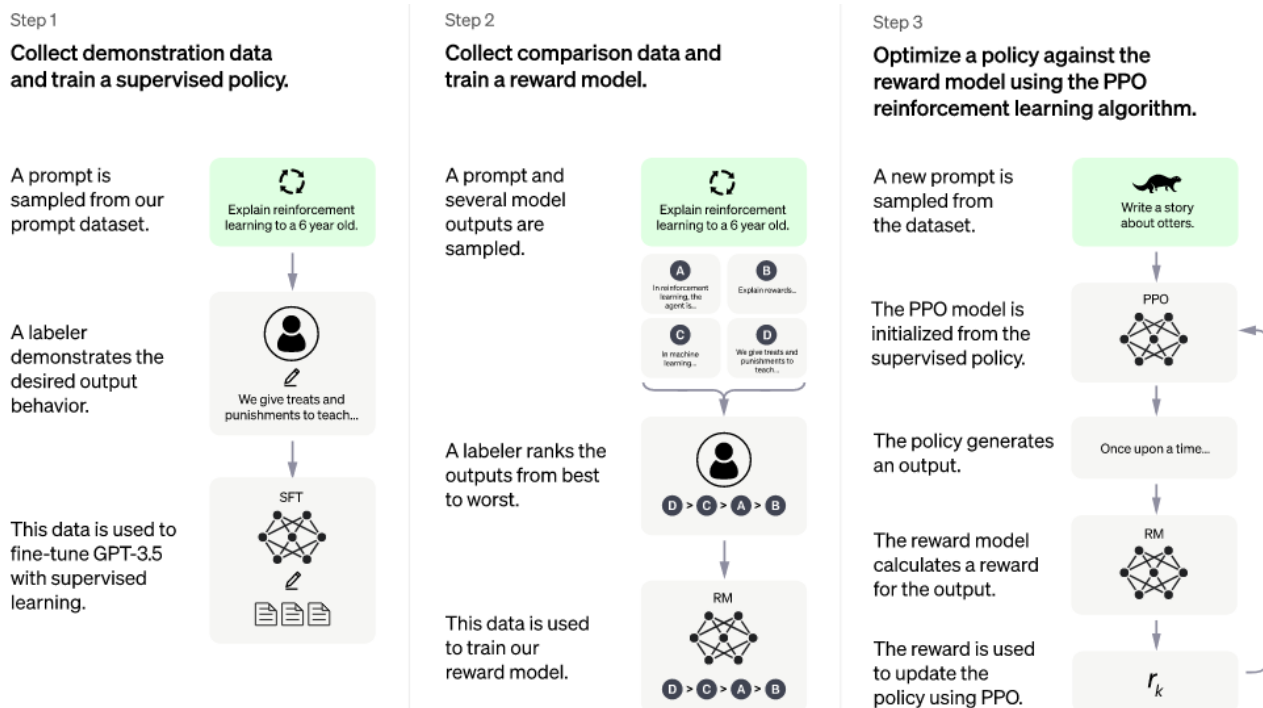 Step 1
Collect demonstration data
and train a supervised policy.
A prompt is
sampled from our
prompt dataset.
Explain reinforcement
learning to a 6 year old.
A labeler
demonstrates the
desired output
behavior.
We give treats and
punishments to teach...
This data is used to
fine-tune GPT-3.5
with supervised
learning.
SFT
Step 2
Collect comparison data and
train a reward model.
A prompt and
several model
outputs are
sampled.
Explain reinforcement
learning to a 6 year old.
A
In reinforcement
learning, the
agent is...
B
Explain rewards...
C
In machine
learning...
D
We give treats and
punishments to
teach...
A labeler ranks the
outputs from best
to worst.
D > C > A > B
This data is used
to train our
reward model.
RM
D > C > A > B
Step 3
Optimize a policy against the
reward model using the PPO
reinforcement learning algorithm.
A new prompt is
sampled from
the dataset.
Write a story
about otters.
The PPO model is
initialized from the
supervised policy.
PPO
The policy generates
an output.
Once upon a time...
The reward model
calculates a reward
for the output.
RM
The reward is used
to update the
policy using PPO.
rₖ